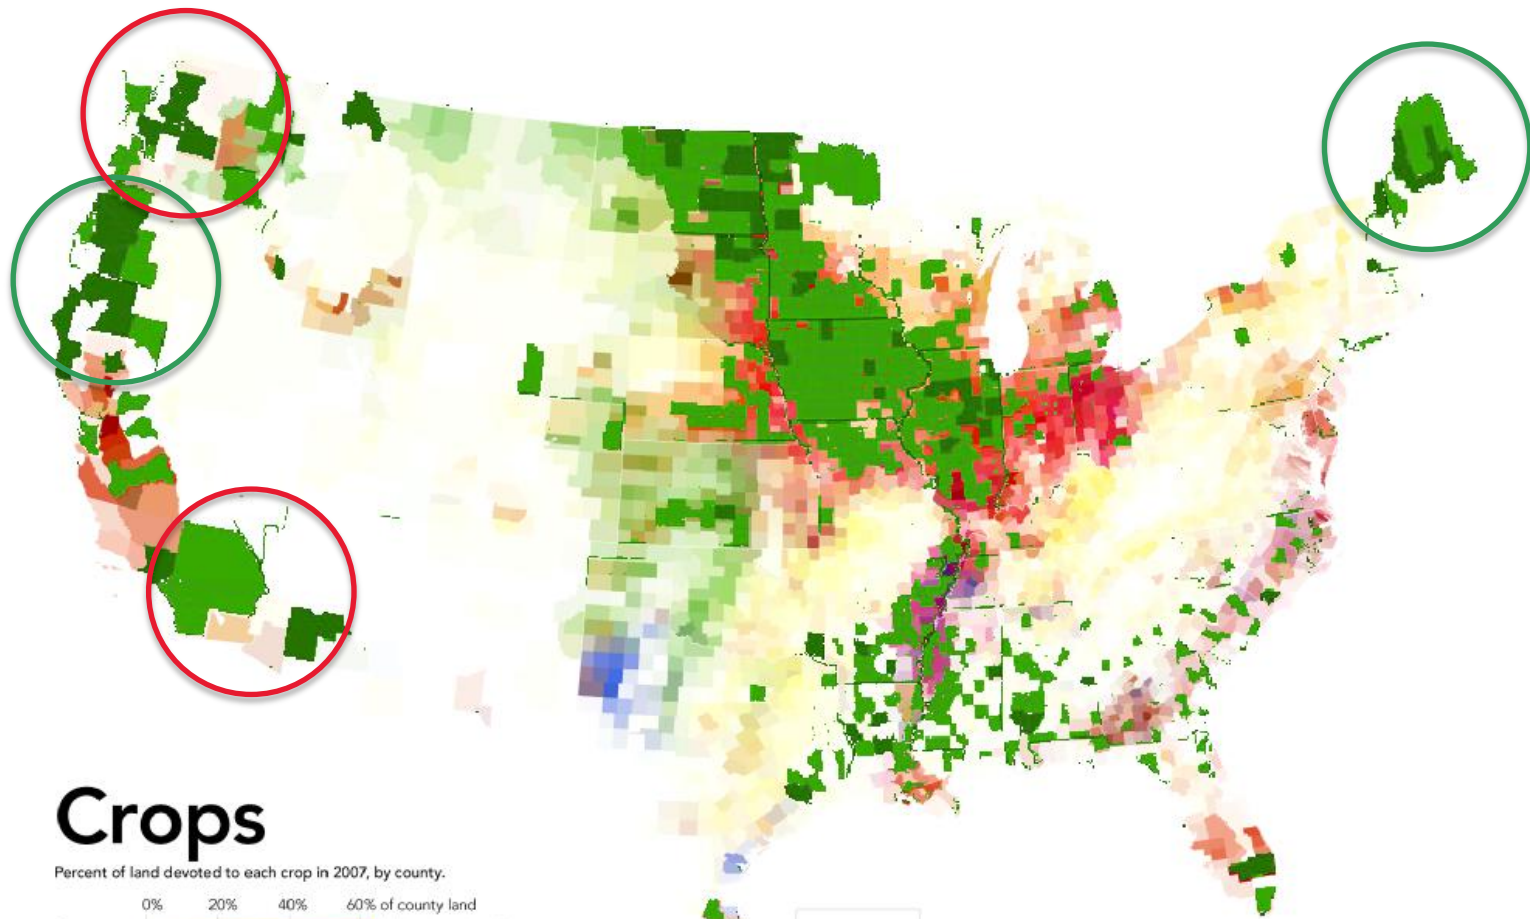 Crops
Percent of land devoted to each crop in 2007, by county.
0% 20% 40% 60% of county land